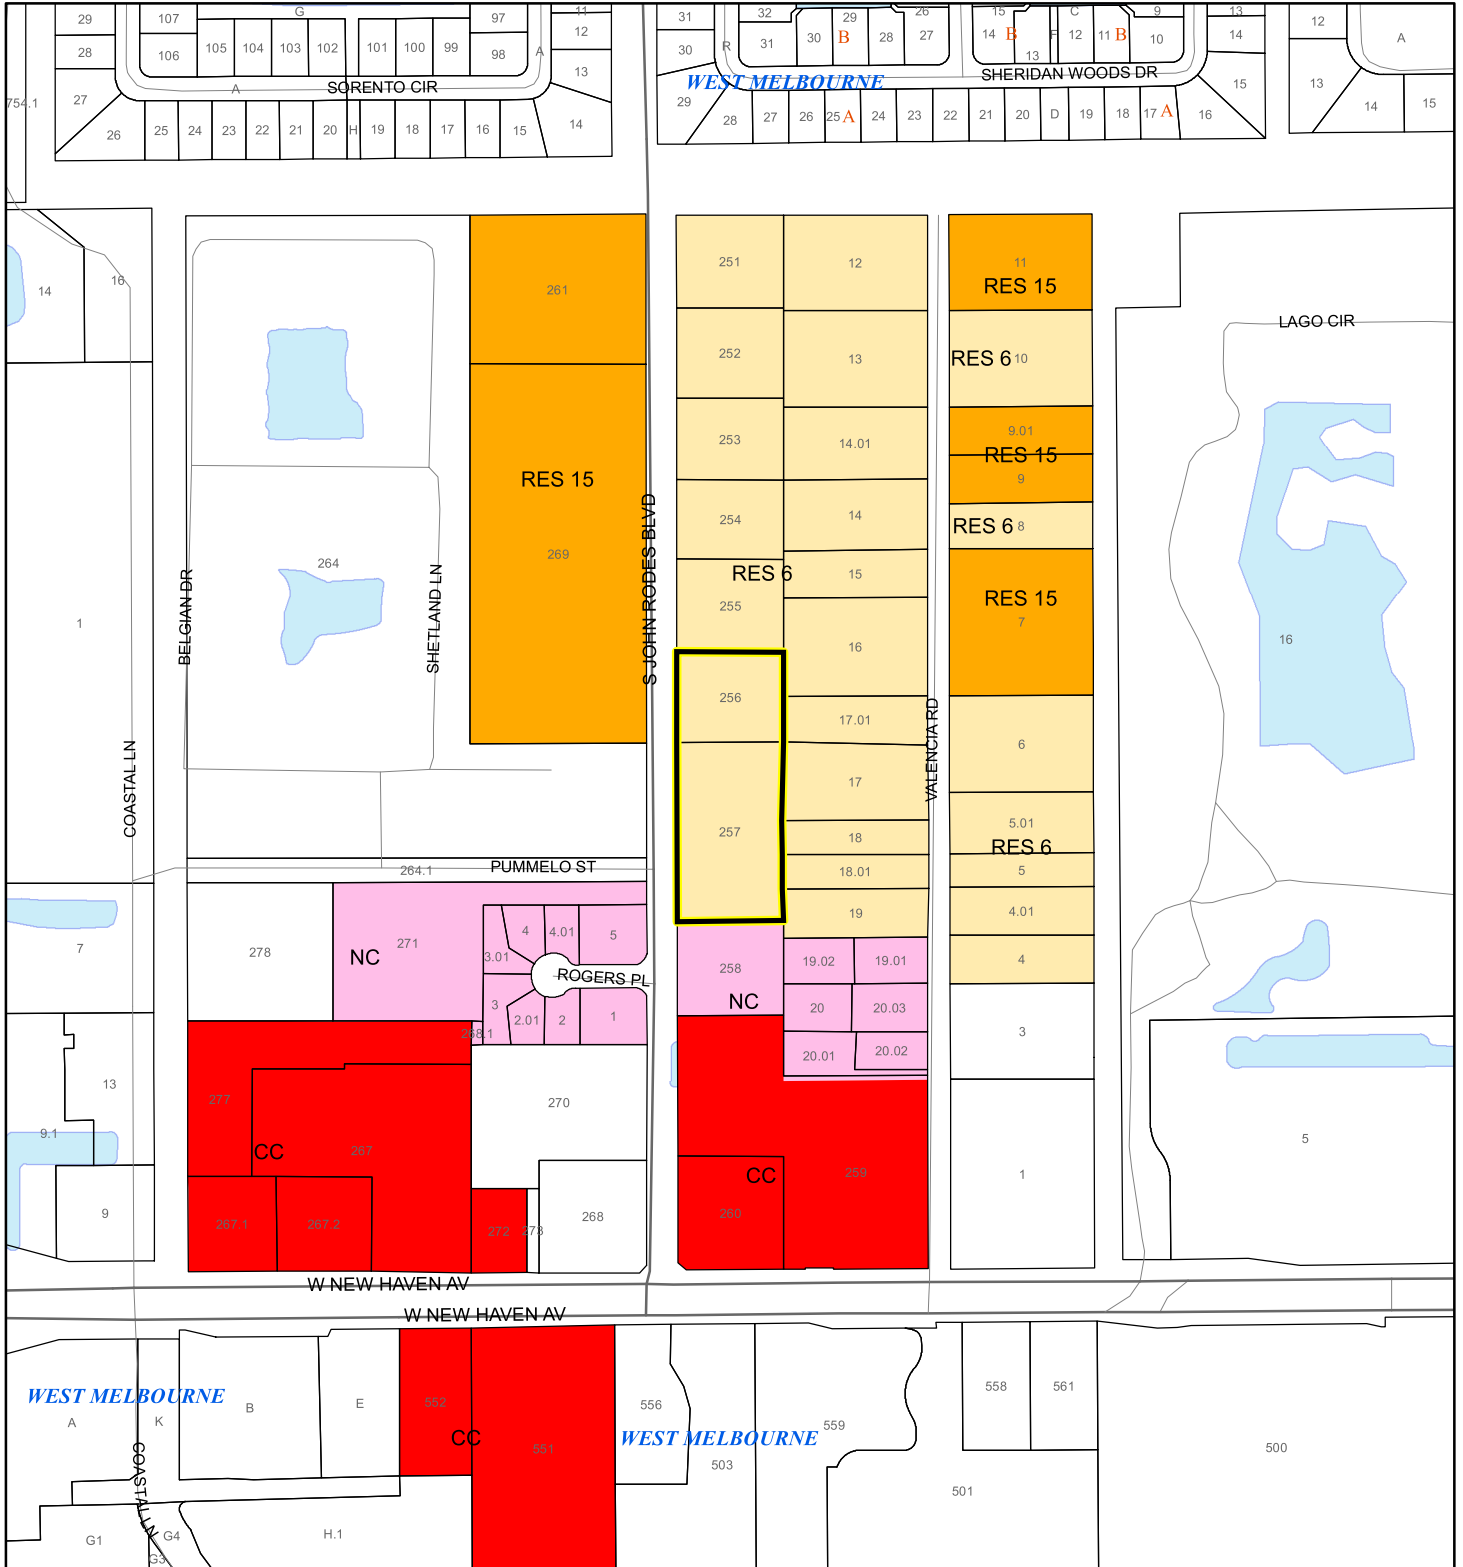 29 107 G 97 11 31 32 29 26 15 C 9 13 12
28 106 105 104 103 102 101 100 99 98 A 12 30 R 31 30 B 28 27 14 B 13 F 12 11 B 10 14 A
754.1 27 A SORENTO CIR 13 29 WEST MELBOURNE SHERIDAN WOODS DR 15 13 14 15
26 25 24 23 22 21 20 H 19 18 17 16 15 14 28 27 26 25 A 24 23 22 21 20 D 19 18 17 A 16
14 16 261 251 12 11
RES 15
LAGO CIR
252 13 RES 6 10
253 14.01 9.01
RES 15
9
RES 15
254 14 RES 6 8
S JOHN RODES BLVD
269
264
BELGIAN DR
SHETLAND LN
RES 6
15
RES 15
255
7
1
16
16
256
17.01
VALENCIA RD
6
COASTAL LN
17
257
5.01
18
RES 6
264.1
PUMMELO ST
18.01
5
19
4.01
7
278
NC
271
3.01
4
4.01
5
ROGERS PL
3
2.01
2
1
268.1
258
NC
19.02
19.01
4
20
20.03
3
20.01
20.02
13
9.1
277
270
5
CC
267
CC
259
1
9
267.1
267.2
272
273
268
260
W NEW HAVEN AV
W NEW HAVEN AV
WEST MELBOURNE
A
K
B
E
552
CC
551
556
WEST MELBOURNE
503
559
558
561
500
COASTAL LN
501
G1
G4
G3
H.1